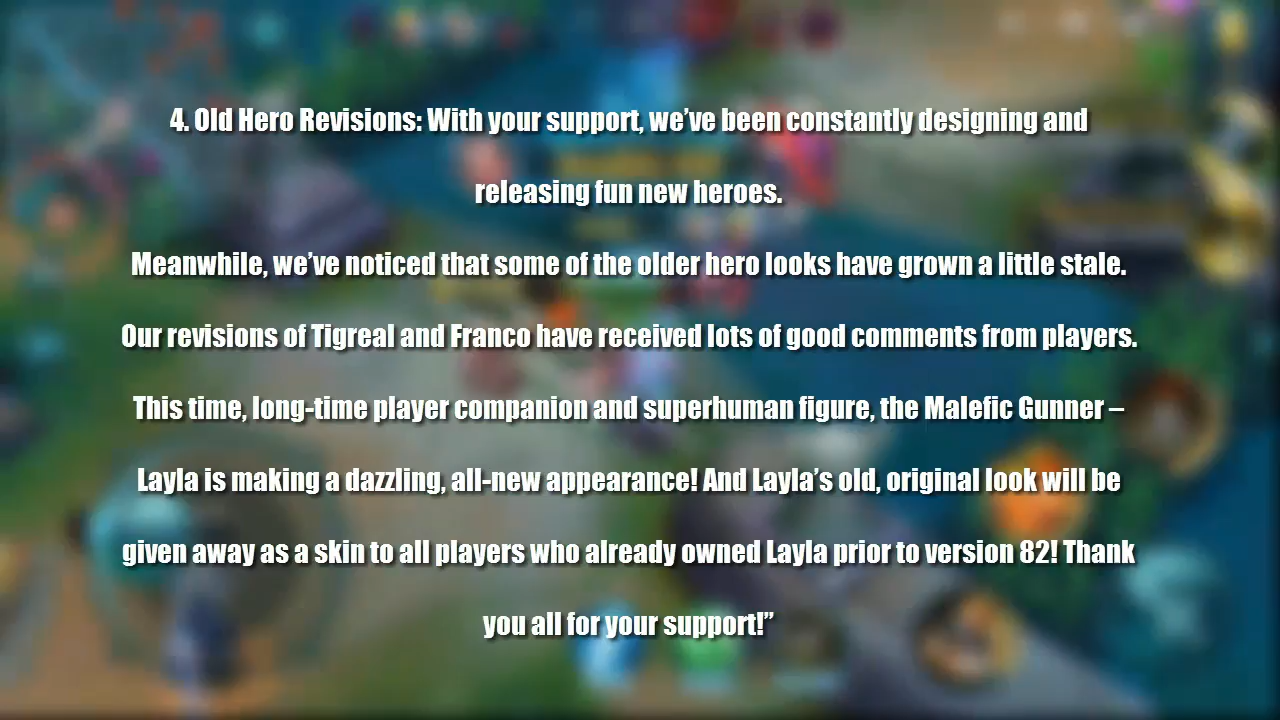 4. Old Hero Revisions: With your support, we’ve been constantly designing and
releasing fun new heroes.
Meanwhile, we’ve noticed that some of the older hero looks have grown a little stale.
Our revisions of Tigreal and Franco have received lots of good comments from players.
This time, long-time player companion and superhuman figure, the Malefic Gunner –
Layla is making a dazzling, all-new appearance! And Layla’s old, original look will be
given away as a skin to all players who already owned Layla prior to version 82! Thank
you all for your support!”